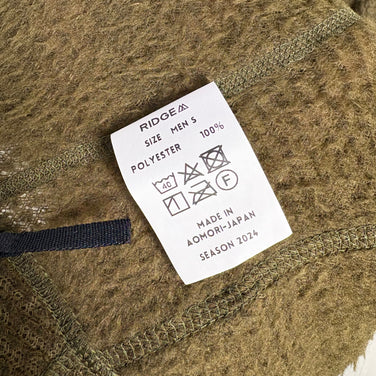 RIDGE
SIZE MEN S
POLYESTER 100%
40
F
MADE IN
AOMORI-JAPAN
SEASON 2024